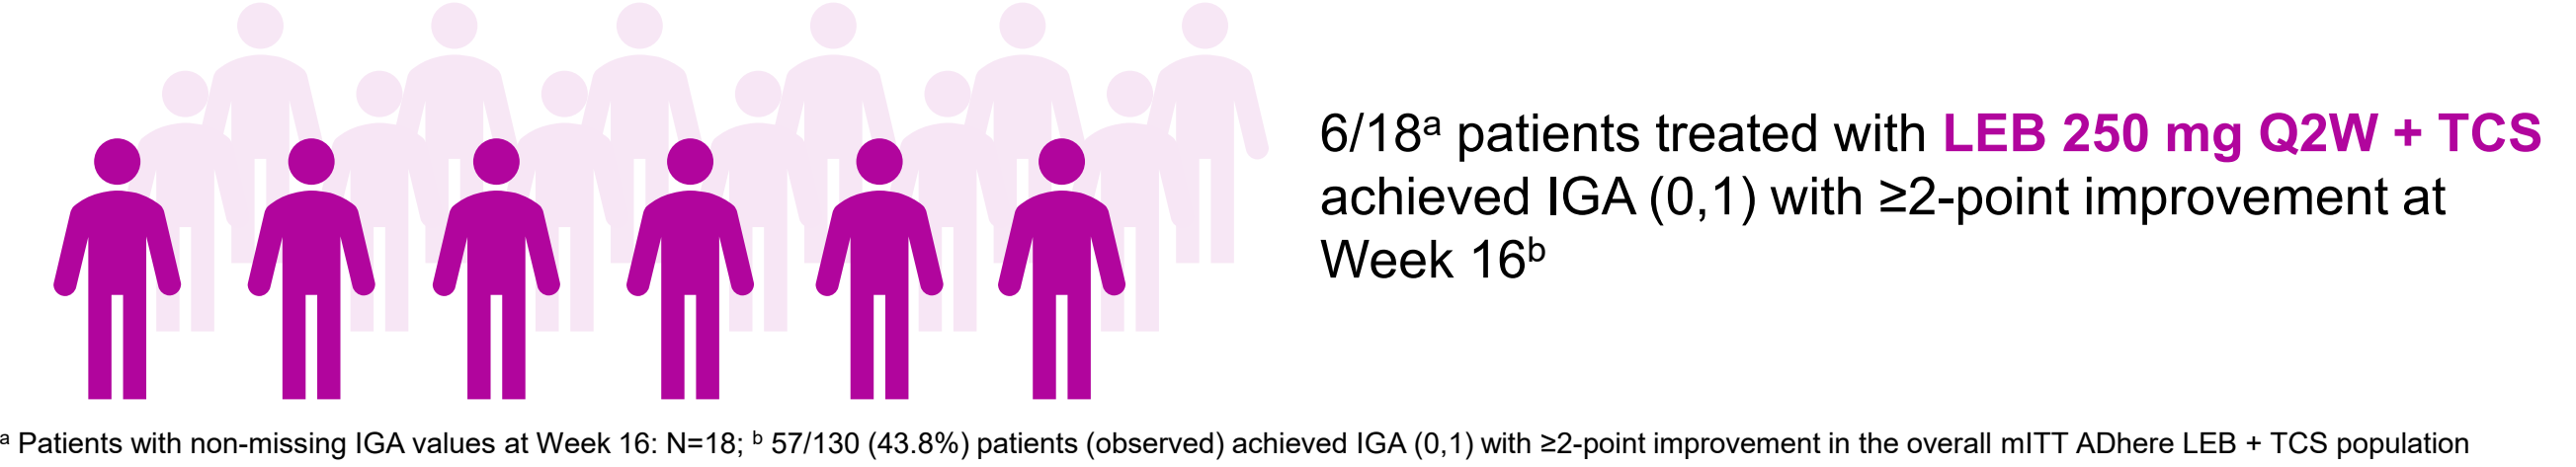 6/18ᵃ patients treated with LEB 250 mg Q2W + TCS
achieved IGA (0,1) with ≥2-point improvement at
Week 16ᵇ
ᵃ Patients with non-missing IGA values at Week 16: N=18; ᵇ 57/130 (43.8%) patients (observed) achieved IGA (0,1) with ≥2-point improvement in the overall mITT ADhere LEB + TCS population